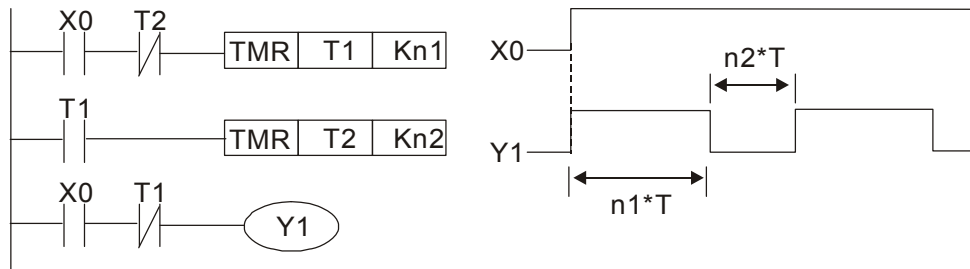 X0 T2
TMR T1 Kn1
T1
TMR T2 Kn2
X0 T1
Y1
X0
n2*T
Y1
n1*T